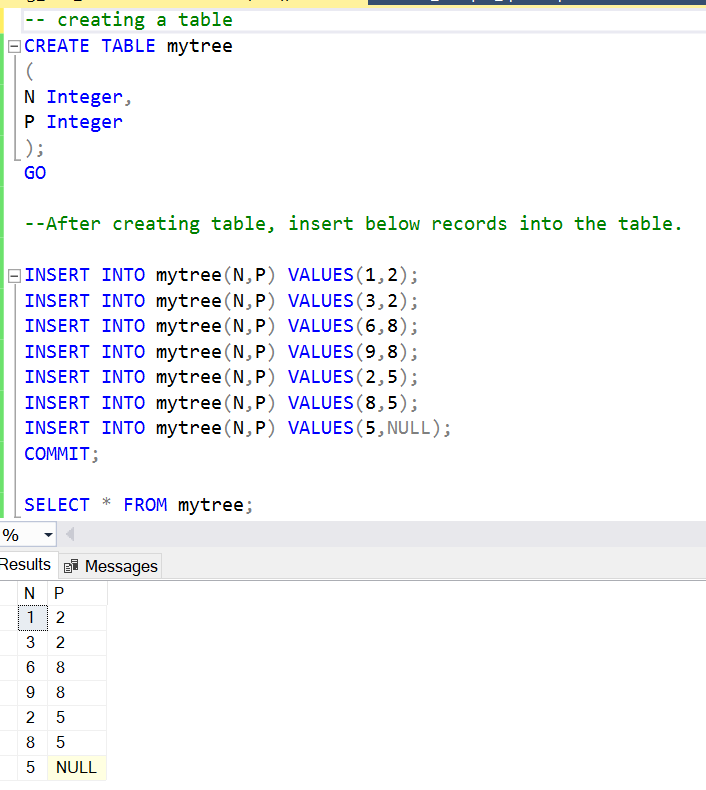 -- creating a table
CREATE TABLE mytree
(
N Integer,
P Integer
);
GO
--After creating table, insert below records into the table.
INSERT INTO mytree(N,P) VALUES(1,2);
INSERT INTO mytree(N,P) VALUES(3,2);
INSERT INTO mytree(N,P) VALUES(6,8);
INSERT INTO mytree(N,P) VALUES(9,8);
INSERT INTO mytree(N,P) VALUES(2,5);
INSERT INTO mytree(N,P) VALUES(8,5);
INSERT INTO mytree(N,P) VALUES(5,NULL);
COMMIT;
SELECT * FROM mytree;
%
Results Messages
N P
1 2
3 2
6 8
9 8
2 5
8 5
5 NULL